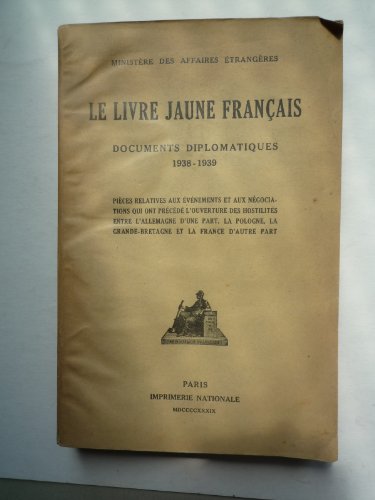 MINISTÈRE DES AFFAIRES ÉTRANGÈRES
LE LIVRE JAUNE FRANÇAIS
DOCUMENTS DIPLOMATIQUES
1938-1939
PIÈCES RELATIVES AUX ÉVÉNEMENTS ET AUX NÉGOCIA-
TIONS QUI ONT PRÉCÉDÉ L'OUVERTURE DES HOSTILITÉS
ENTRE L'ALLEMAGNE D'UNE PART, LA POLOGNE, LA
GRANDE-BRETAGNE ET LA FRANCE D'AUTRE PART
PARIS
IMPRIMERIE NATIONALE
MDCCCCXXXIX